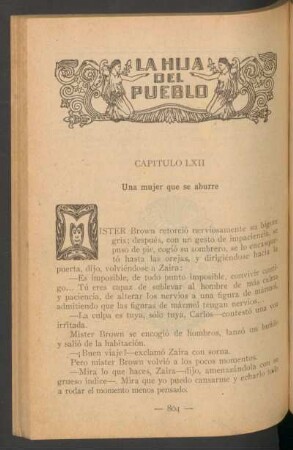 LA HIJA
DEL
PUEBLO
CAPITULO LXII
Una mujer que se aburre
MISTER Brown retorció nerviosamente su bigote
gris; después, con un gesto de impaciencia, se
puso de pie, cogió su sombrero, se lo encasque-
tó hasta las orejas, y dirigiéndose hacia la
puerta, dijo, volviéndose a Zaira:
—Es imposible, de todo punto imposible, convivir conti-
go... Tú eres capaz de sublevar al hombre de más calma
y paciencia, de alterar los nervios a una figura de mármol,
admitiendo que las figuras de mármol tengan nervios...
—La culpa es tuya, sólo tuya, Carlos—contestó una voz
irritada.
Mister Brown se encogió de hombros, lanzó un bufido
y salió de la habitación.
—¡Buen viaje!—exclamó Zaira con sorna.
Pero míster Brown volvió a los pocos momentos.
—Mira lo que haces, Zaira—dijo, amenazándola con su
grueso índice—. Mira que yo puedo cansarme y echarlo todo
a rodar el momento menos pensado.
— 804 —